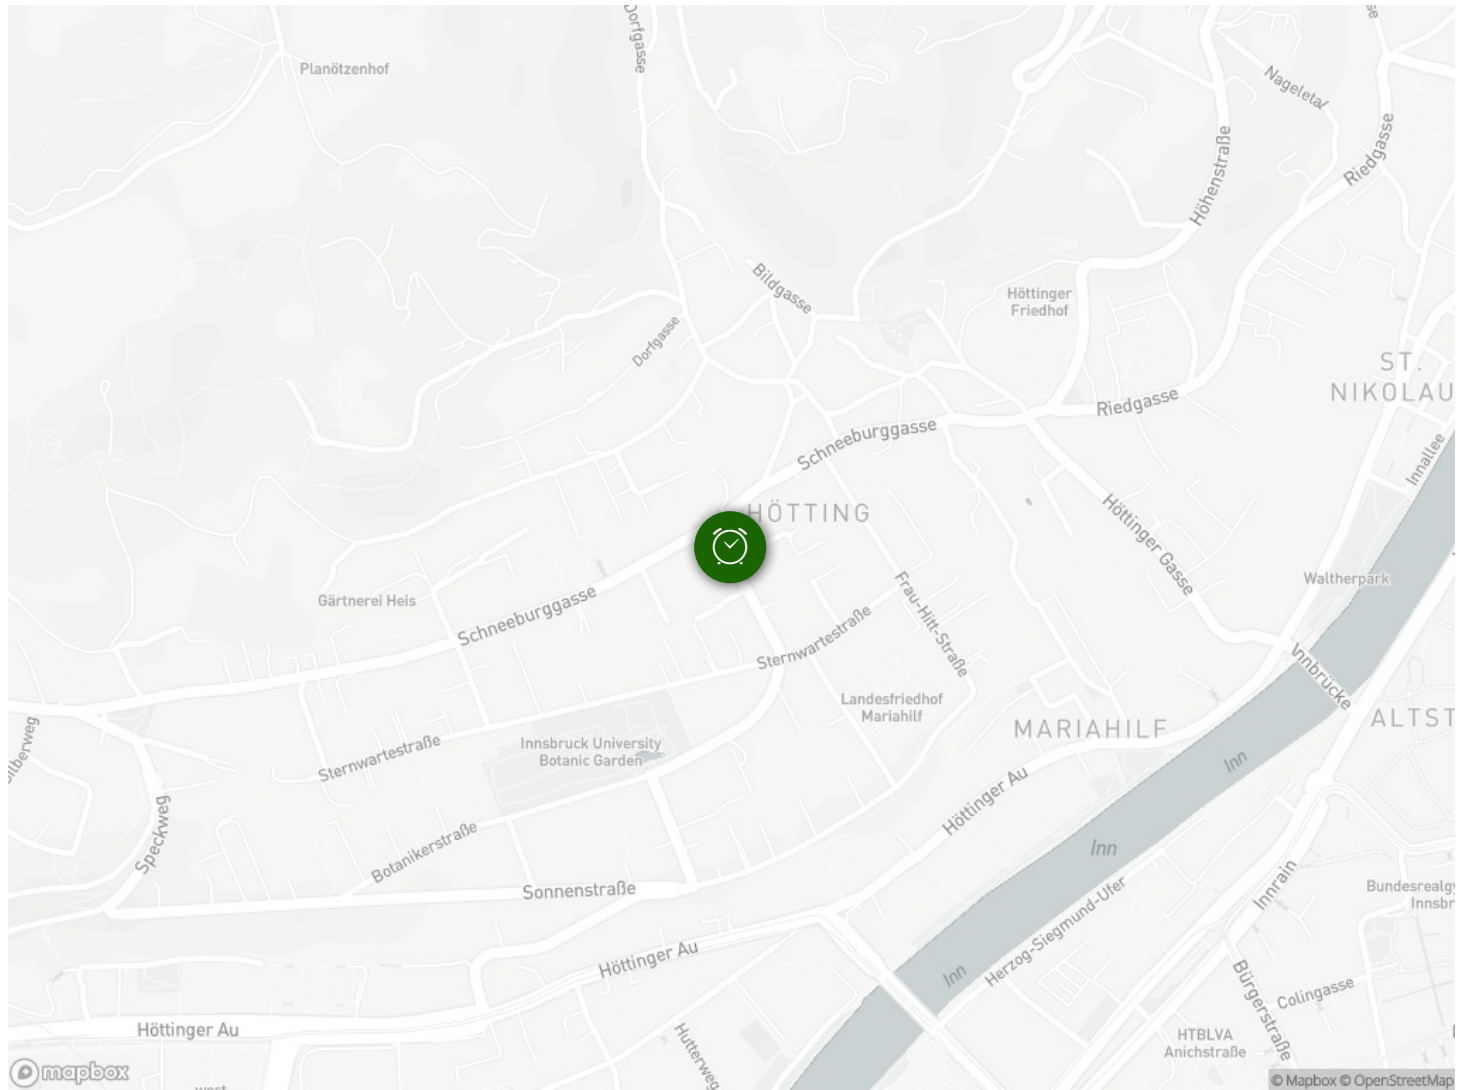 Dorfgasse
Planötzenhof
Nageletal
Höhenstraße
Riedgasse
Bildgasse
Höttinger
Friedhof
Dorfgasse
ST.
NIKOLAU
Riedgasse
Schneeburggasse
Innallee
HÖTTING
Höttinger Gasse
Waltherpark
Gärtnerei Heis
Schneeburggasse
Frau-Hitt-Straße
Sternwartestraße
Innbrücke
Landesfriedhof
Mariahilf
MARIAHILF
ALTST
Innsbruck University
Botanic Garden
Sternwartestraße
Inn
Höttinger Au
Speckweg
Botanikerstraße
Inn
Sonnenstraße
Innrain
Bundesrealgy
Innsbr
Herzog-Siegmund-Ufer
Höttinger Au
Inn
Bürgerstraße
Colingasse
Höttinger Au
Hutterweg
HTBLVA
Anichstraße
mapbox
© Mapbox © OpenStreetMap